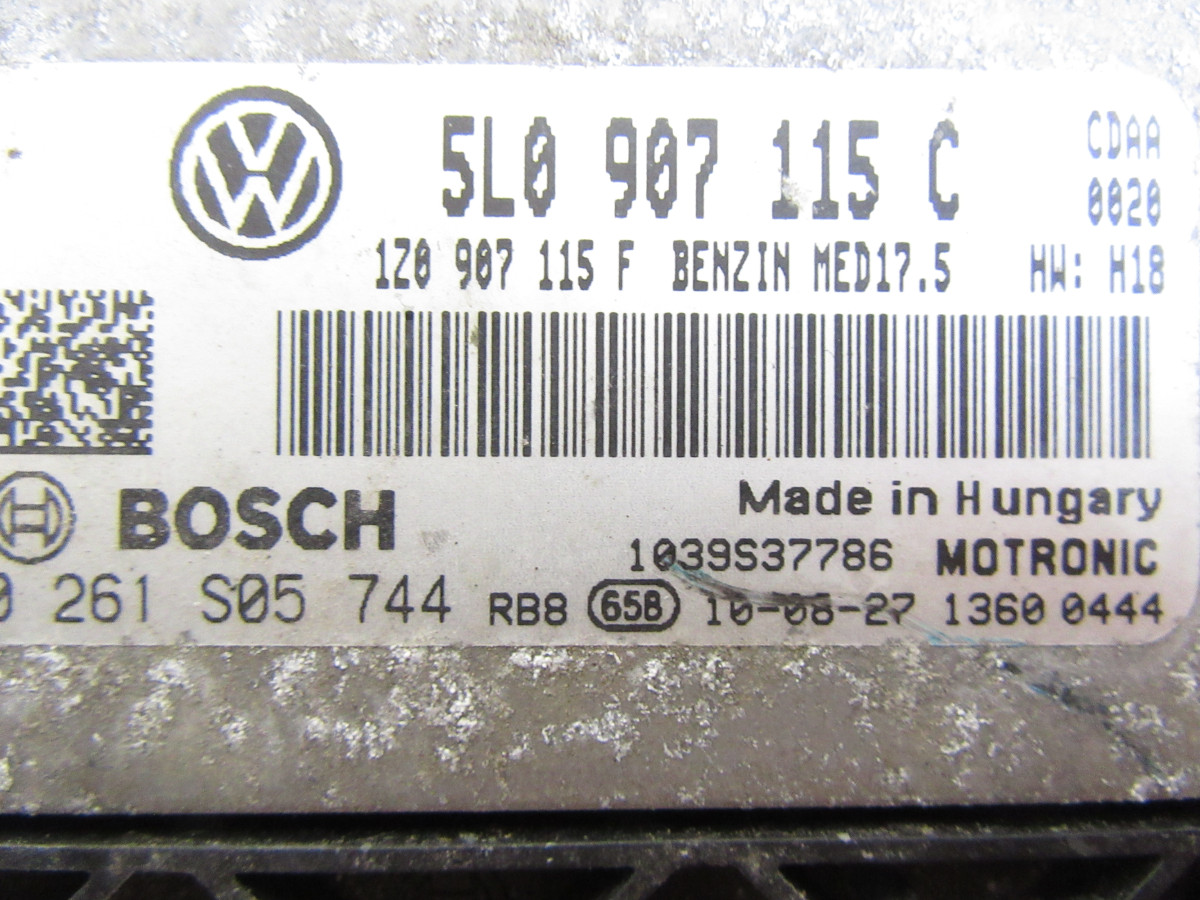 5L0 907 115 C
CDAA
0020
1Z0 907 115 F BENZIN MED17.5 HW: H18
BOSCH
Made in Hungary
1039S37786 MOTRONIC
0 261 S05 744 RB8 65B 10-08-27 1360 0444